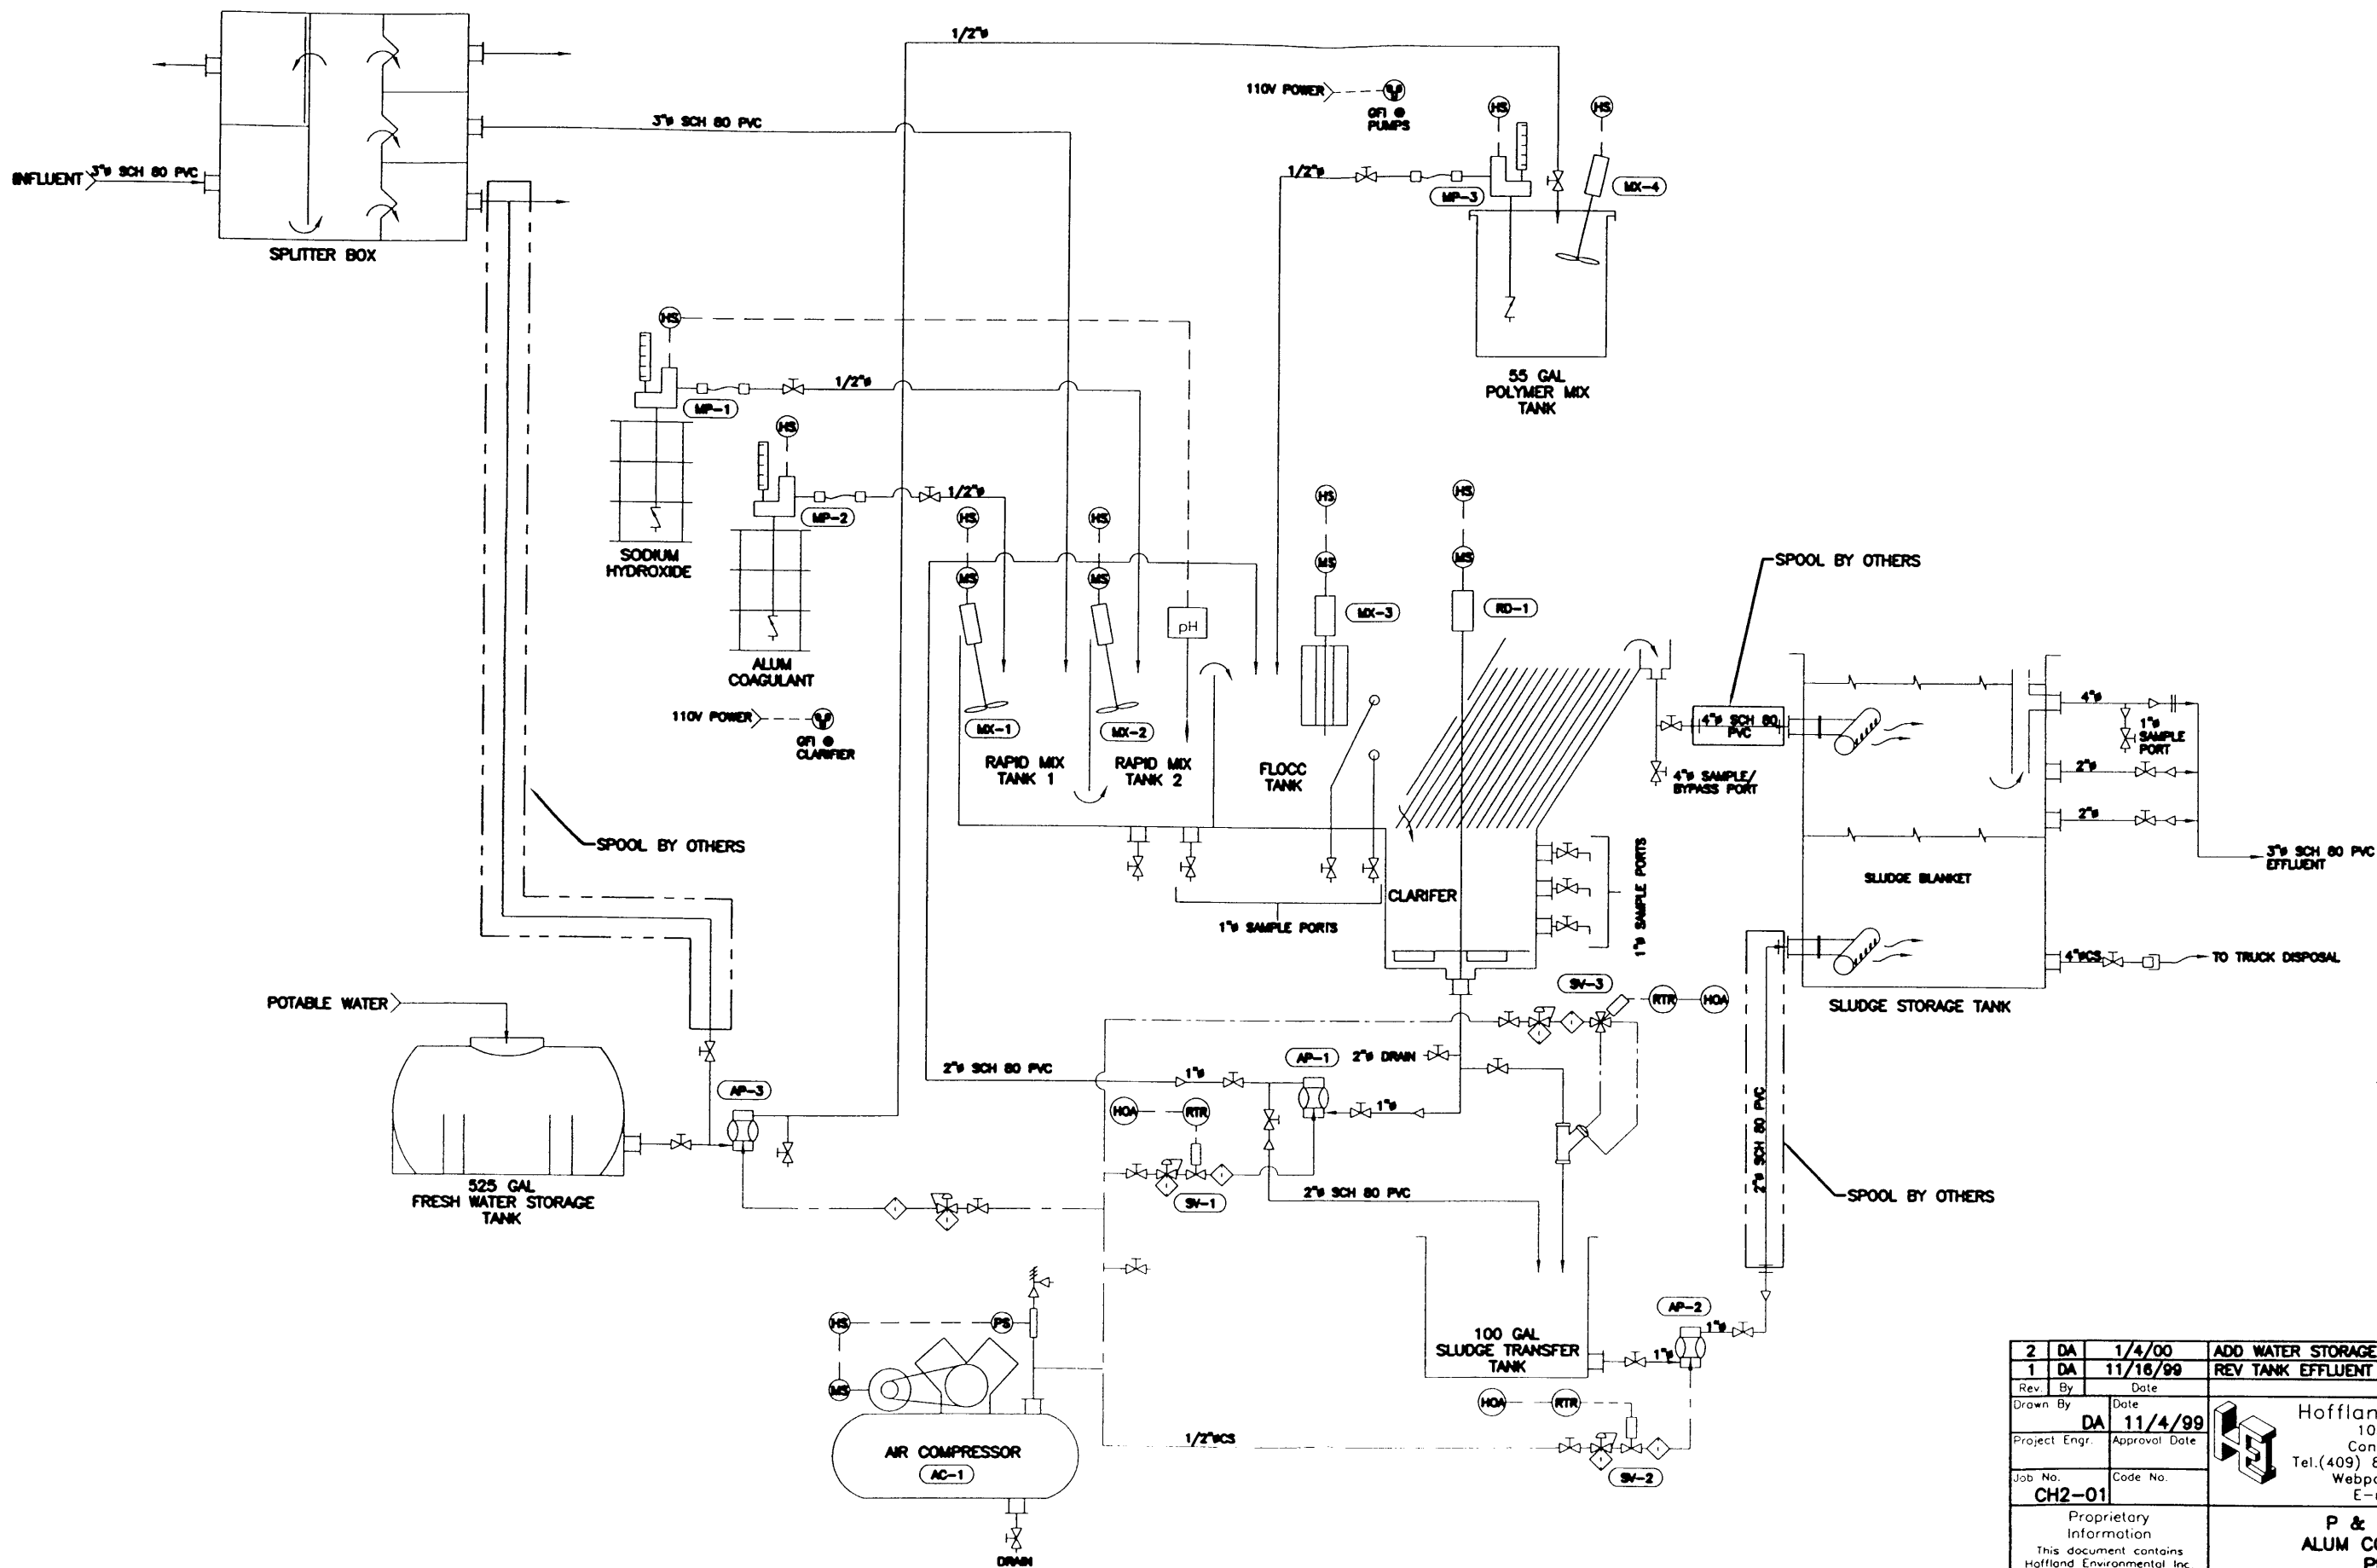 1/2"ø
110V POWER
GFI @
PUMPS
HS
HS
3"ø SCH 80 PVC
INFLUENT
3"ø SCH 80 PVC
1/2"ø
MP-3
MX-4
SPLITTER BOX
HS
55 GAL
POLYMER MIX
TANK
1/2"ø
MP-1
HS
SODIUM
HYDROXIDE
1/2"ø
MP-2
HS
HS
HS
HS
MS
MS
MS
MS
ALUM
COAGULANT
pH
MX-3
RD-1
SPOOL BY OTHERS
110V POWER
GFI @
CLARIFIER
MX-1
MX-2
RAPID MIX
TANK 1
RAPID MIX
TANK 2
FLOCC
TANK
4"ø SCH 80
PVC
4"ø SAMPLE/
BYPASS PORT
4"ø
1"ø
SAMPLE
PORT
2"ø
2"ø
3"ø SCH 80 PVC
EFFLUENT
SPOOL BY OTHERS
SLUDGE BLANKET
CLARIFER
1"ø SAMPLE PORTS
1"ø SAMPLE PORTS
4"øCS
TO TRUCK DISPOSAL
SLUDGE STORAGE TANK
POTABLE WATER
SV-3
RTR
HOA
AP-3
2"ø SCH 80 PVC
1"ø
AP-1
2"ø DRAIN
1"ø
HOA
RTR
SV-1
2"ø SCH 80 PVC
2"ø SCH 80 PVC
SPOOL BY OTHERS
525 GAL
FRESH WATER STORAGE
TANK
HS
PS
MS
100 GAL
SLUDGE TRANSFER
TANK
1"ø
AP-2
1"ø
HOA
RTR
1/2"øCS
SV-2
AIR COMPRESSOR
AC-1
DRAIN
2 DA 1/4/00 ADD WATER STORAGE
1 DA 11/16/99 REV TANK EFFLUENT
Rev. By Date
Drawn By
DA
Date
11/4/99
Project Engr.
Approval Date
Job No.
CH2-01
Code No.
HEI
Hofflan
10
Con
Tel.(409) 8
Webpa
E-
Proprietary
Information
This document contains
Hoffland Environmental Inc.
P &
ALUM C